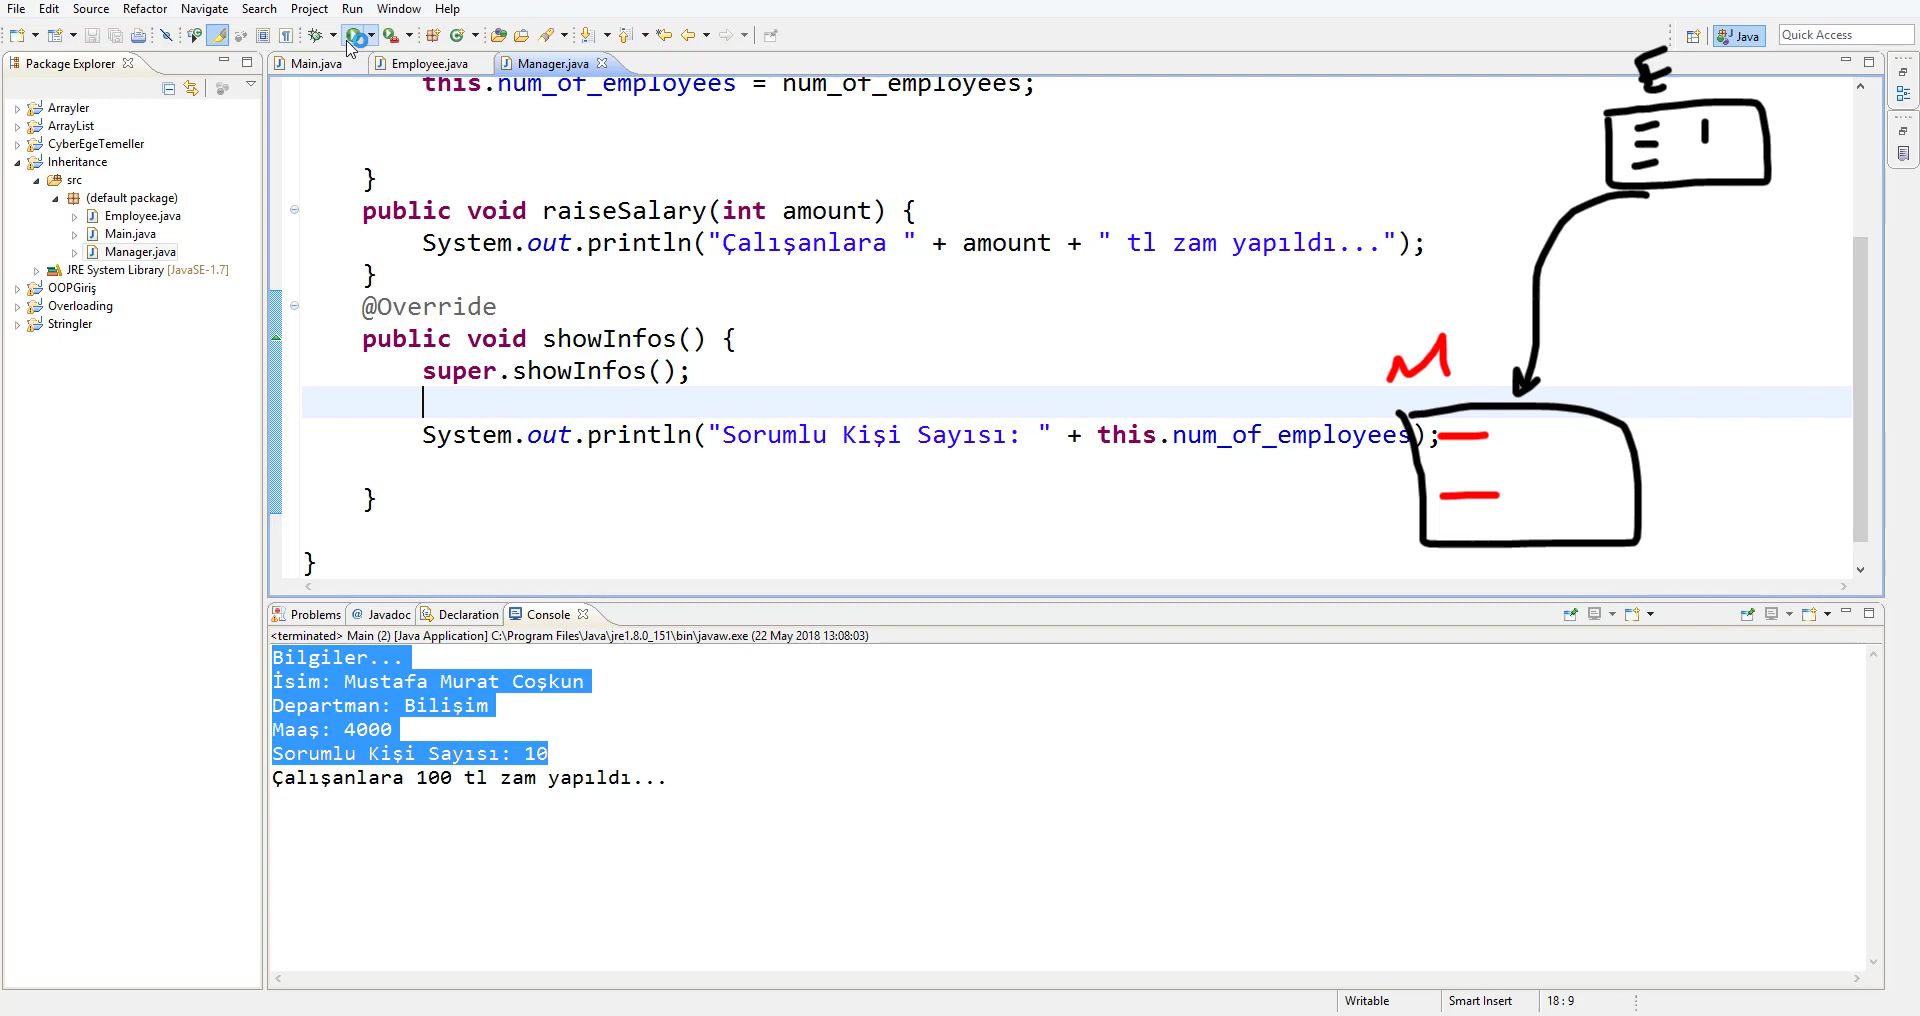 File Edit Source Refactor Navigate Search Project Run Window Help
Java
Quick Access
Package Explorer
Main.java
Employee.java
Manager.java
Arrayler
ArrayList
CyberEgeTemeller
Inheritance
src
(default package)
Employee.java
Main.java
Manager.java
JRE System Library [JavaSE-1.7]
OOPGiriş
Overloading
Stringler
this.num_of_employees = num_of_employees;
}
public void raiseSalary(int amount) {
System.out.println("Çalışanlara " + amount + " tl zam yapıldı...");
}
@Override
public void showInfos() {
super.showInfos();
System.out.println("Sorumlu Kişi Sayısı: " + this.num_of_employees);
}
}
E
M
Problems @ Javadoc Declaration Console
<terminated> Main (2) [Java Application] C:\Program Files\Java\jre1.8.0_151\bin\javaw.exe (22 May 2018 13:08:03)
Bilgiler...
İsim: Mustafa Murat Coşkun
Departman: Bilişim
Maaş: 4000
Sorumlu Kişi Sayısı: 10
Çalışanlara 100 tl zam yapıldı...
Writable
Smart Insert
18 : 9